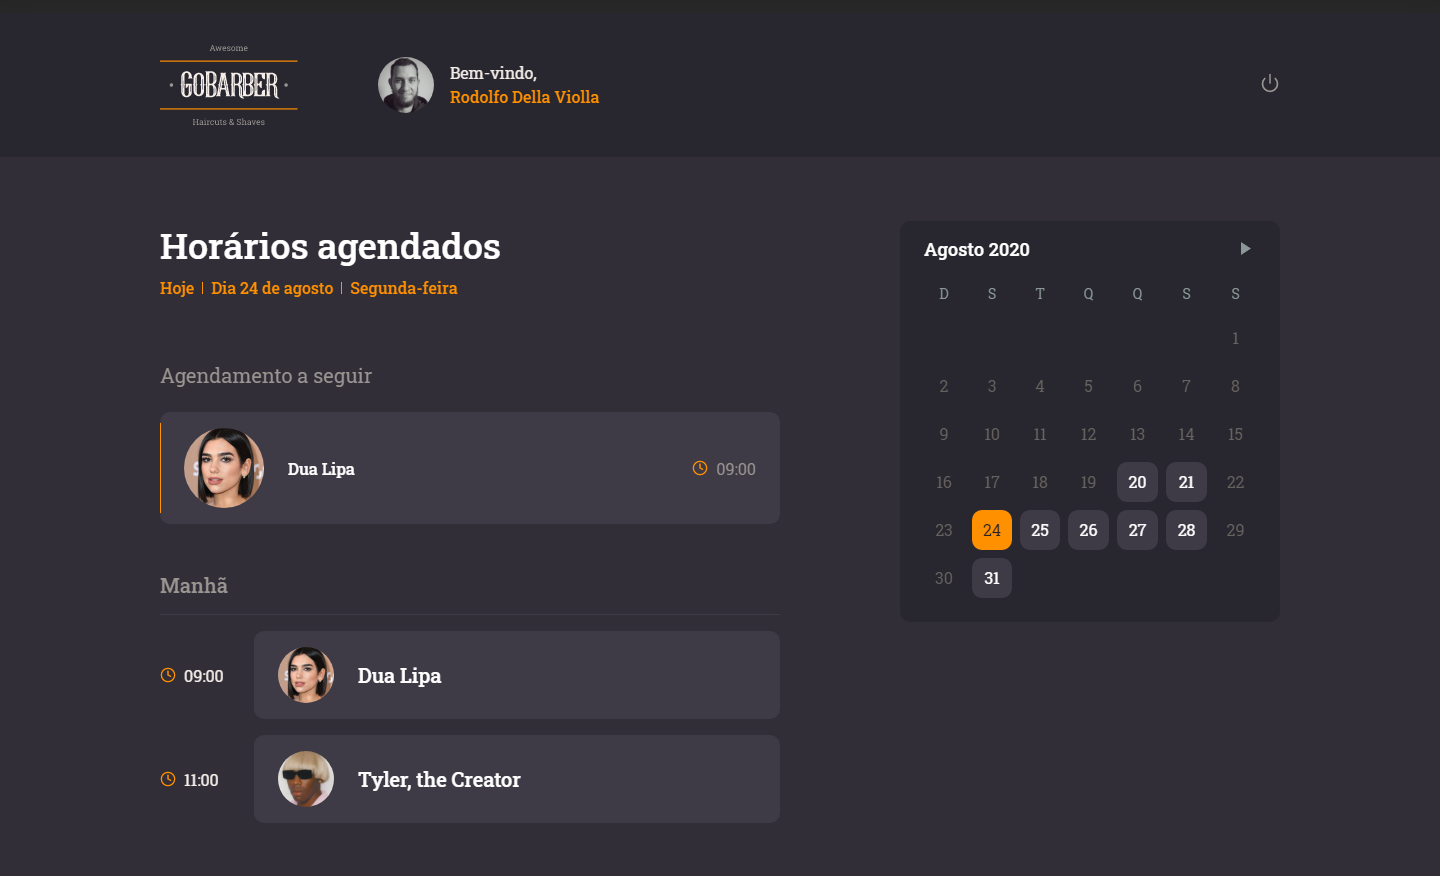 Awesome
GOBARBER
Haircuts & Shaves
Bem-vindo,
Rodolfo Della Violla
Horários agendados
Hoje | Dia 24 de agosto | Segunda-feira
Agendamento a seguir
Dua Lipa 09:00
Manhã
09:00 Dua Lipa
11:00 Tyler, the Creator
Agosto 2020
D S T Q Q S S
1
2 3 4 5 6 7 8
9 10 11 12 13 14 15
16 17 18 19 20 21 22
23 24 25 26 27 28 29
30 31